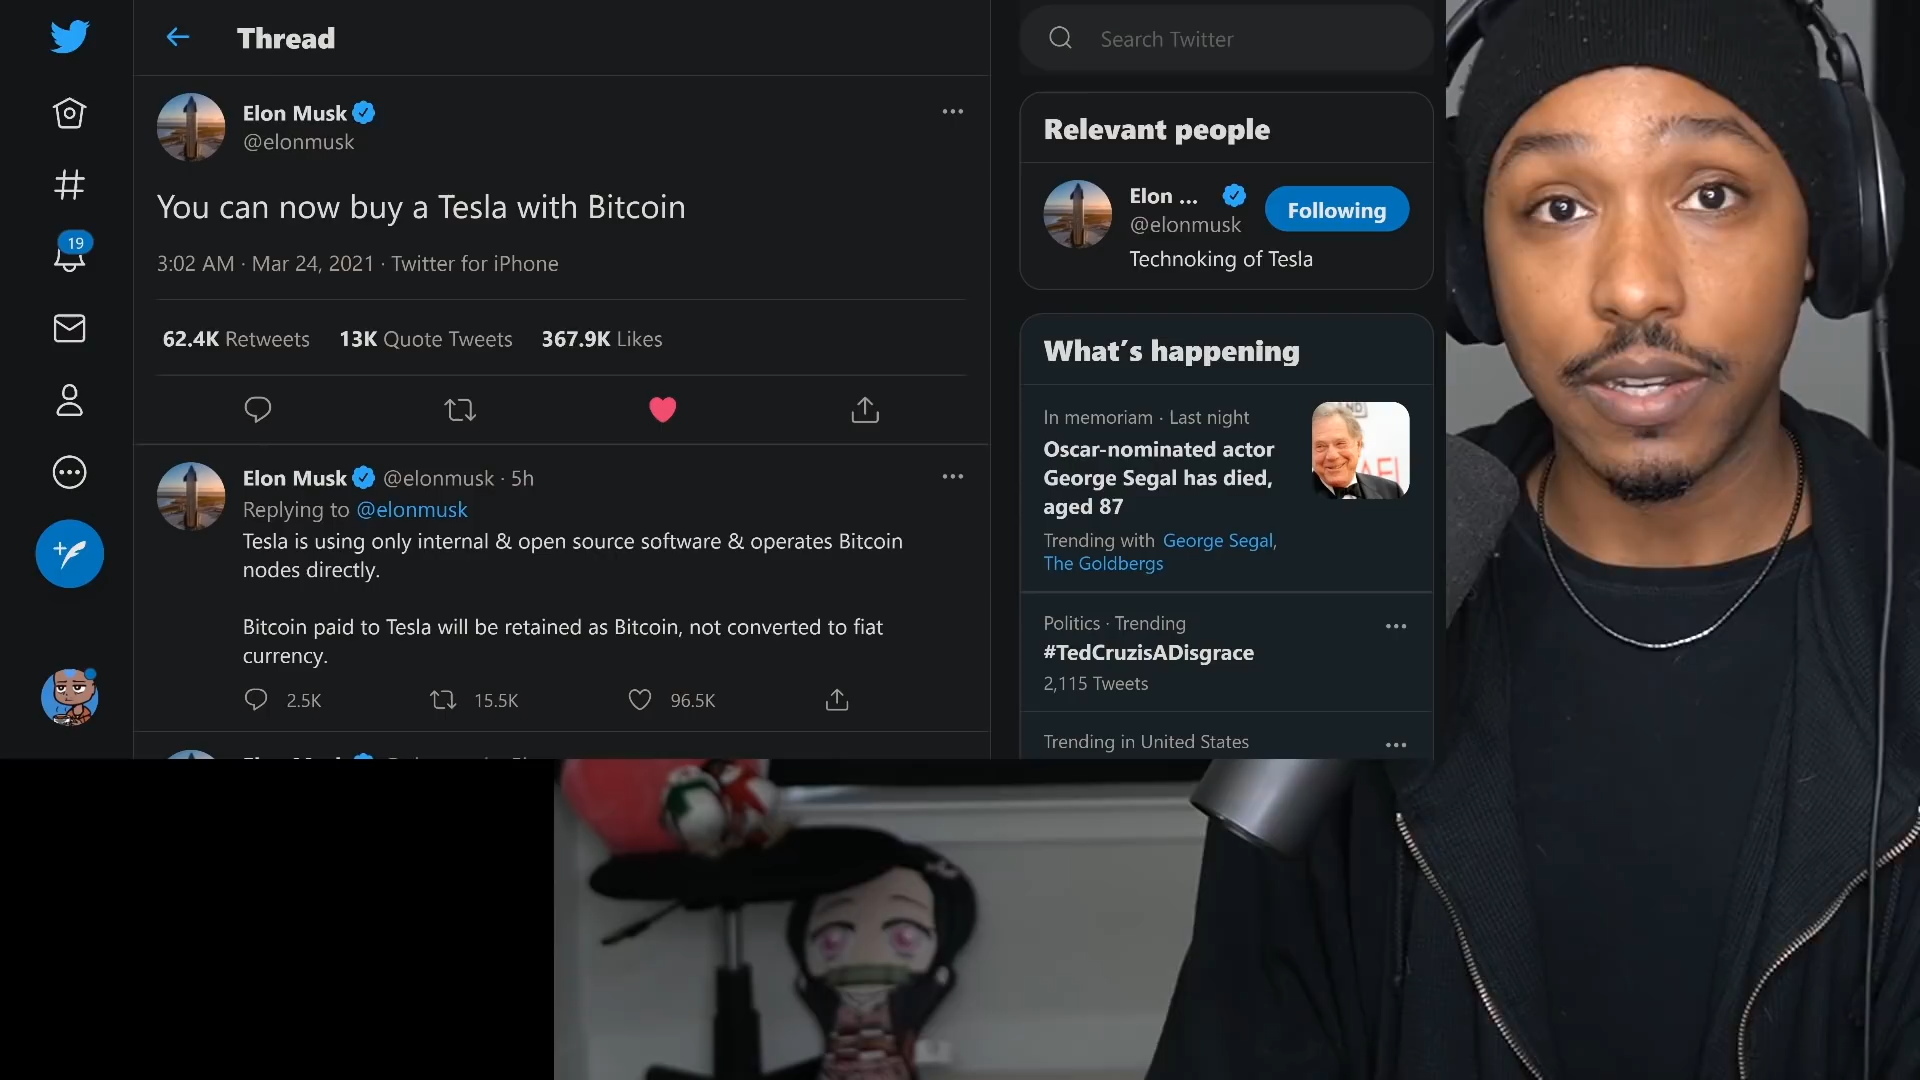 Thread
Elon Musk
@elonmusk
You can now buy a Tesla with Bitcoin
3:02 AM · Mar 24, 2021 · Twitter for iPhone
62.4K Retweets 13K Quote Tweets 367.9K Likes
Elon Musk @elonmusk · 5h
Replying to @elonmusk
Tesla is using only internal & open source software & operates Bitcoin
nodes directly.
Bitcoin paid to Tesla will be retained as Bitcoin, not converted to fiat
currency.
2.5K 15.5K 96.5K
19
Search Twitter
Relevant people
Elon ...
@elonmusk
Following
Technoking of Tesla
What's happening
In memoriam · Last night
Oscar-nominated actor
George Segal has died,
aged 87
Trending with George Segal,
The Goldbergs
Politics · Trending
#TedCruzisADisgrace
2,115 Tweets
Trending in United States